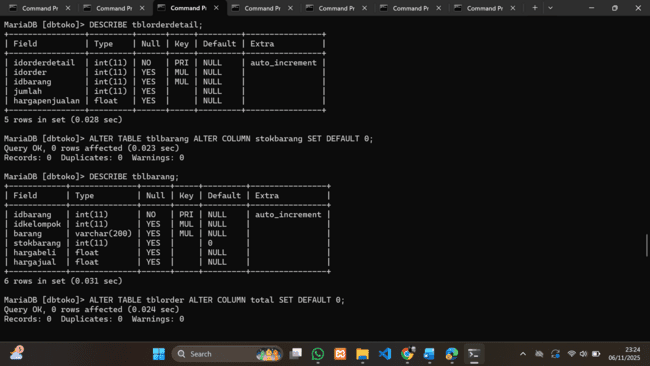 Command Pr Command Pr Command Pr Command Pr Command Pr Command Pr Command Pr
MariaDB [dbtoko]> DESCRIBE tblorderdetail;
+----------------+---------+------+-----+---------+----------------+
| Field          | Type    | Null | Key | Default | Extra          |
+----------------+---------+------+-----+---------+----------------+
| idorderdetail  | int(11) | NO   | PRI | NULL    | auto_increment |
| idorder        | int(11) | YES  | MUL | NULL    |                |
| idbarang       | int(11) | YES  | MUL | NULL    |                |
| jumlah         | int(11) | YES  |     | NULL    |                |
| hargapenjualan | float   | YES  |     | NULL    |                |
+----------------+---------+------+-----+---------+----------------+
5 rows in set (0.028 sec)
MariaDB [dbtoko]> ALTER TABLE tblbarang ALTER COLUMN stokbarang SET DEFAULT 0;
Query OK, 0 rows affected (0.023 sec)
Records: 0  Duplicates: 0  Warnings: 0
MariaDB [dbtoko]> DESCRIBE tblbarang;
+------------+--------------+------+-----+---------+----------------+
| Field      | Type         | Null | Key | Default | Extra          |
+------------+--------------+------+-----+---------+----------------+
| idbarang   | int(11)      | NO   | PRI | NULL    | auto_increment |
| idkelompok | int(11)      | YES  | MUL | NULL    |                |
| barang     | varchar(200) | YES  | MUL | NULL    |                |
| stokbarang | int(11)      | YES  |     | 0       |                |
| hargabeli  | float        | YES  |     | NULL    |                |
| hargajual  | float        | YES  |     | NULL    |                |
+------------+--------------+------+-----+---------+----------------+
6 rows in set (0.031 sec)
MariaDB [dbtoko]> ALTER TABLE tblorder ALTER COLUMN total SET DEFAULT 0;
Query OK, 0 rows affected (0.024 sec)
Records: 0  Duplicates: 0  Warnings: 0
Search
23:24
06/11/2025